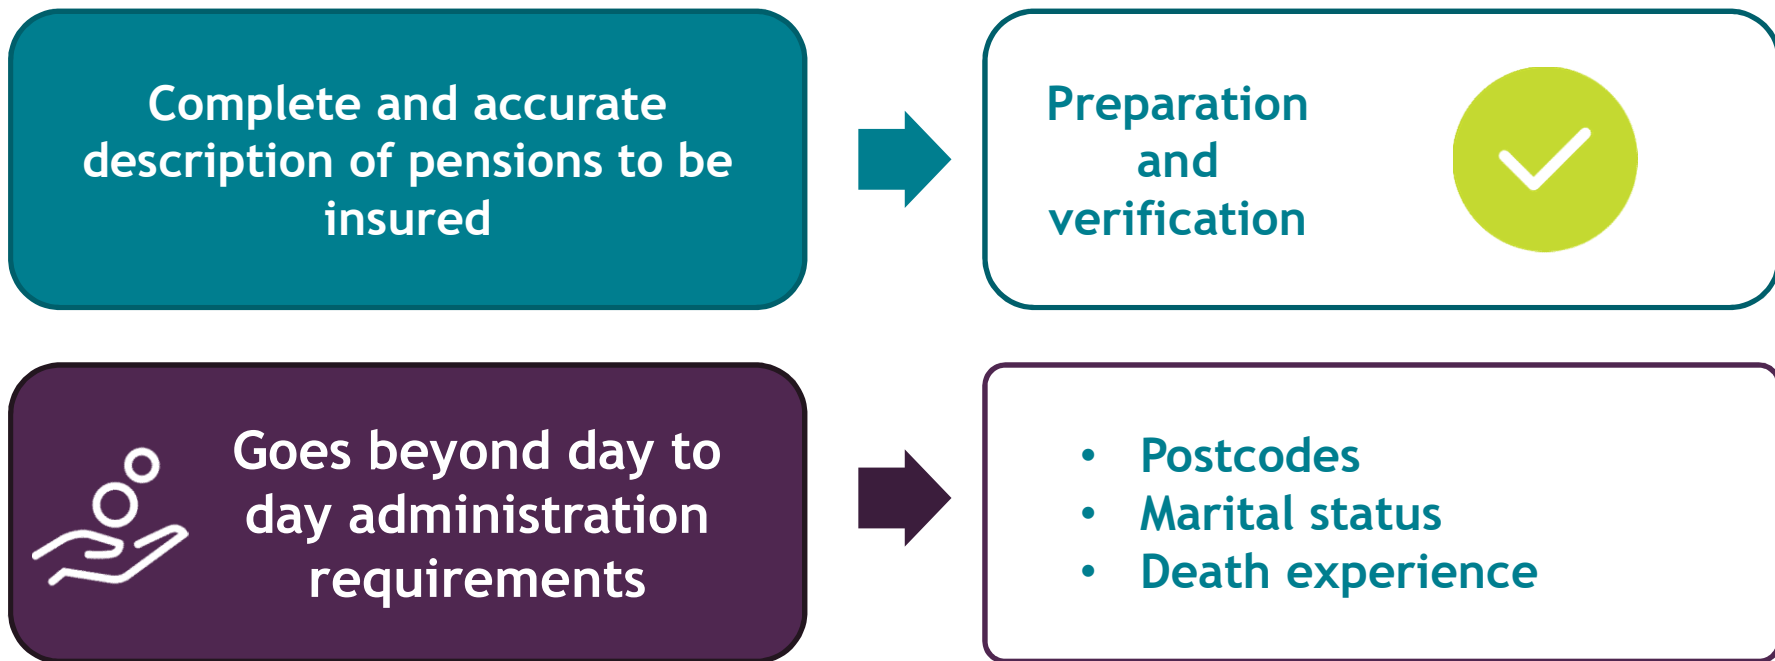 Complete and accurate
description of pensions to be
insured
Preparation
and
verification
Goes beyond day to
day administration
requirements
• Postcodes
• Marital status
• Death experience